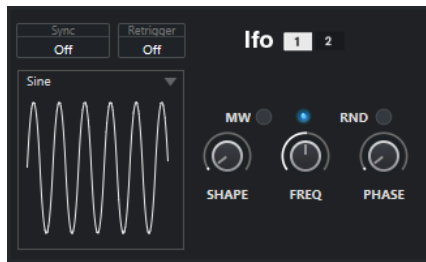 Sync
Off
Retrigger
Off
lfo 1 2
Sine
MW RND
SHAPE FREQ PHASE